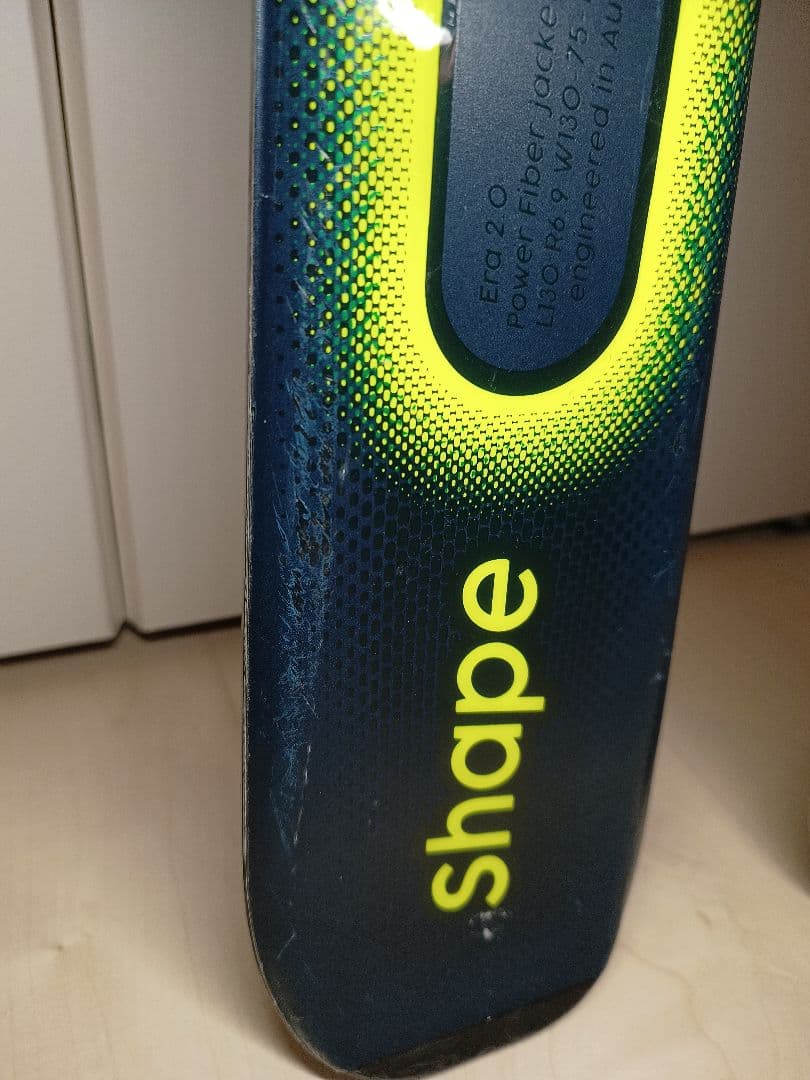 Era 2.0
Power Fiber jacke
L130 R6.9 W130-75-
engineered in Au
shape